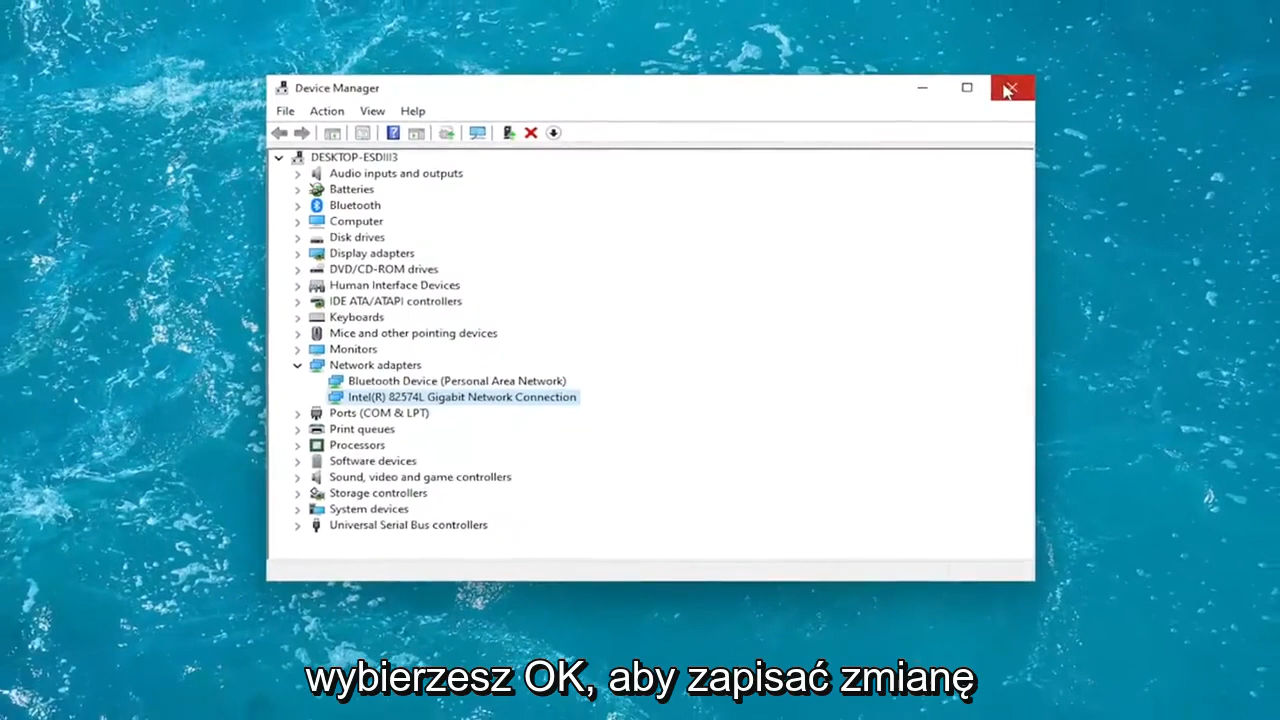 Device Manager
File Action View Help
DESKTOP-ESDIII3
Audio inputs and outputs
Batteries
Bluetooth
Computer
Disk drives
Display adapters
DVD/CD-ROM drives
Human Interface Devices
IDE ATA/ATAPI controllers
Keyboards
Mice and other pointing devices
Monitors
Network adapters
Bluetooth Device (Personal Area Network)
Intel(R) 82574L Gigabit Network Connection
Ports (COM & LPT)
Print queues
Processors
Software devices
Sound, video and game controllers
Storage controllers
System devices
Universal Serial Bus controllers
wybierzesz OK, aby zapisać zmianę